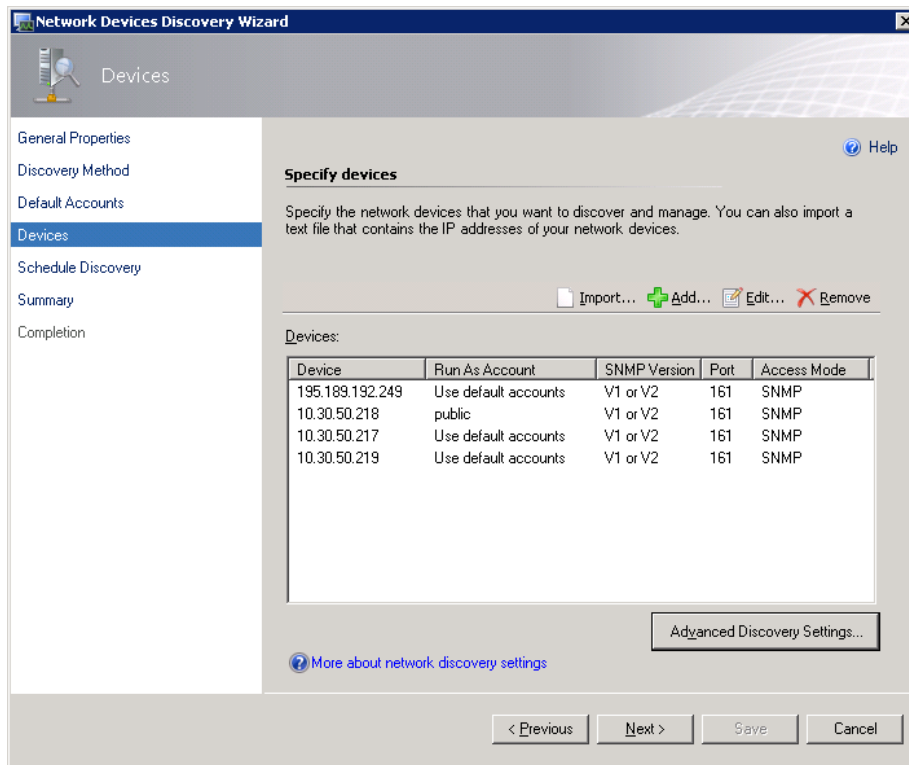 Network Devices Discovery Wizard
Devices
General Properties
Discovery Method
Default Accounts
Devices
Schedule Discovery
Summary
Completion
Help
Specify devices
Specify the network devices that you want to discover and manage. You can also import a
text file that contains the IP addresses of your network devices.
Import... Add... Edit... Remove
Devices:
Device Run As Account SNMP Version Port Access Mode
195.189.192.249 Use default accounts V1 or V2 161 SNMP
10.30.50.218 public V1 or V2 161 SNMP
10.30.50.217 Use default accounts V1 or V2 161 SNMP
10.30.50.219 Use default accounts V1 or V2 161 SNMP
Advanced Discovery Settings...
More about network discovery settings
< Previous Next > Save Cancel